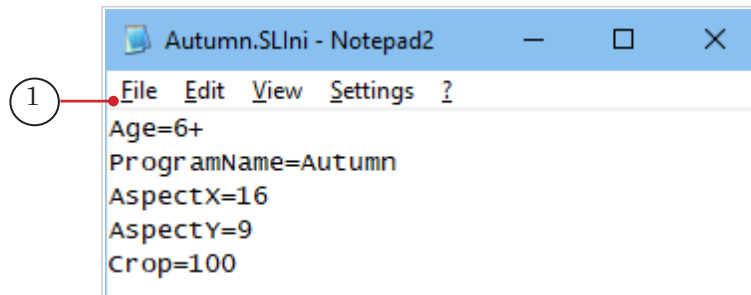 Autumn.SLIni - Notepad2
1
File Edit View Settings ?
Age=6+
ProgramName=Autumn
AspectX=16
AspectY=9
Crop=100